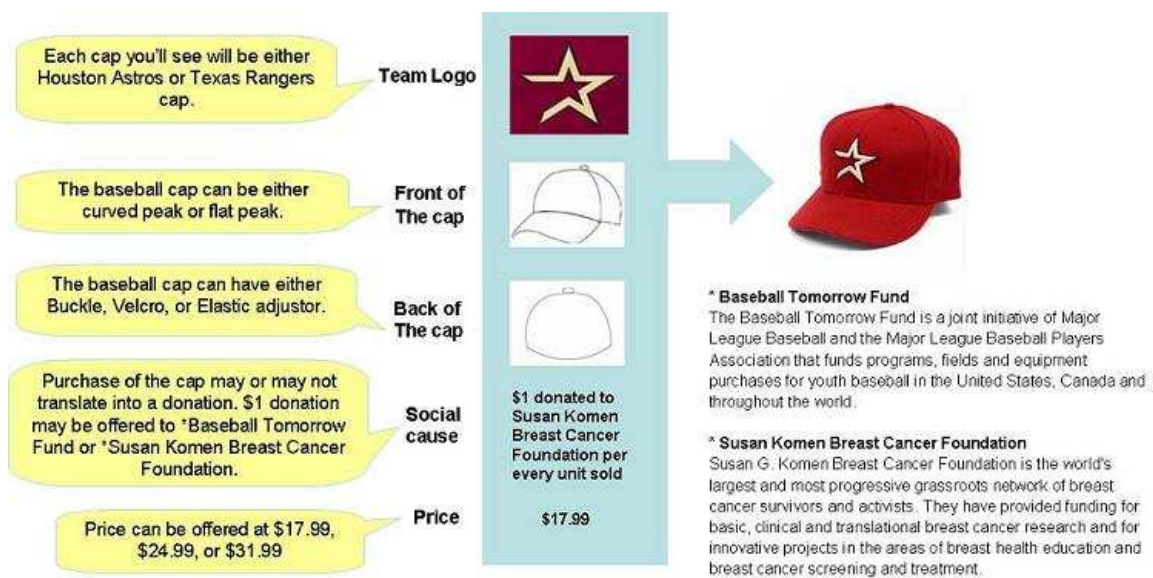 Each cap you'll see will be either
Houston Astros or Texas Rangers
cap.
Team Logo
The baseball cap can be either
curved peak or flat peak.
Front of
The cap
The baseball cap can have either
Buckle, Velcro, or Elastic adjustor.
Back of
The cap
Purchase of the cap may or may not
translate into a donation. $1 donation
may be offered to *Baseball Tomorrow
Fund or *Susan Komen Breast Cancer
Foundation.
Social
cause
$1 donated to
Susan Komen
Breast Cancer
Foundation per
every unit sold
Price can be offered at $17.99,
$24.99, or $31.99
Price
$17.99
* Baseball Tomorrow Fund
The Baseball Tomorrow Fund is a joint initiative of Major
League Baseball and the Major League Baseball Players
Association that funds programs, fields and equipment
purchases for youth baseball in the United States, Canada and
throughout the world.
* Susan Komen Breast Cancer Foundation
Susan G. Komen Breast Cancer Foundation is the world's
largest and most progressive grassroots network of breast
cancer survivors and activists. They have provided funding for
basic, clinical and translational breast cancer research and for
innovative projects in the areas of breast health education and
breast cancer screening and treatment.